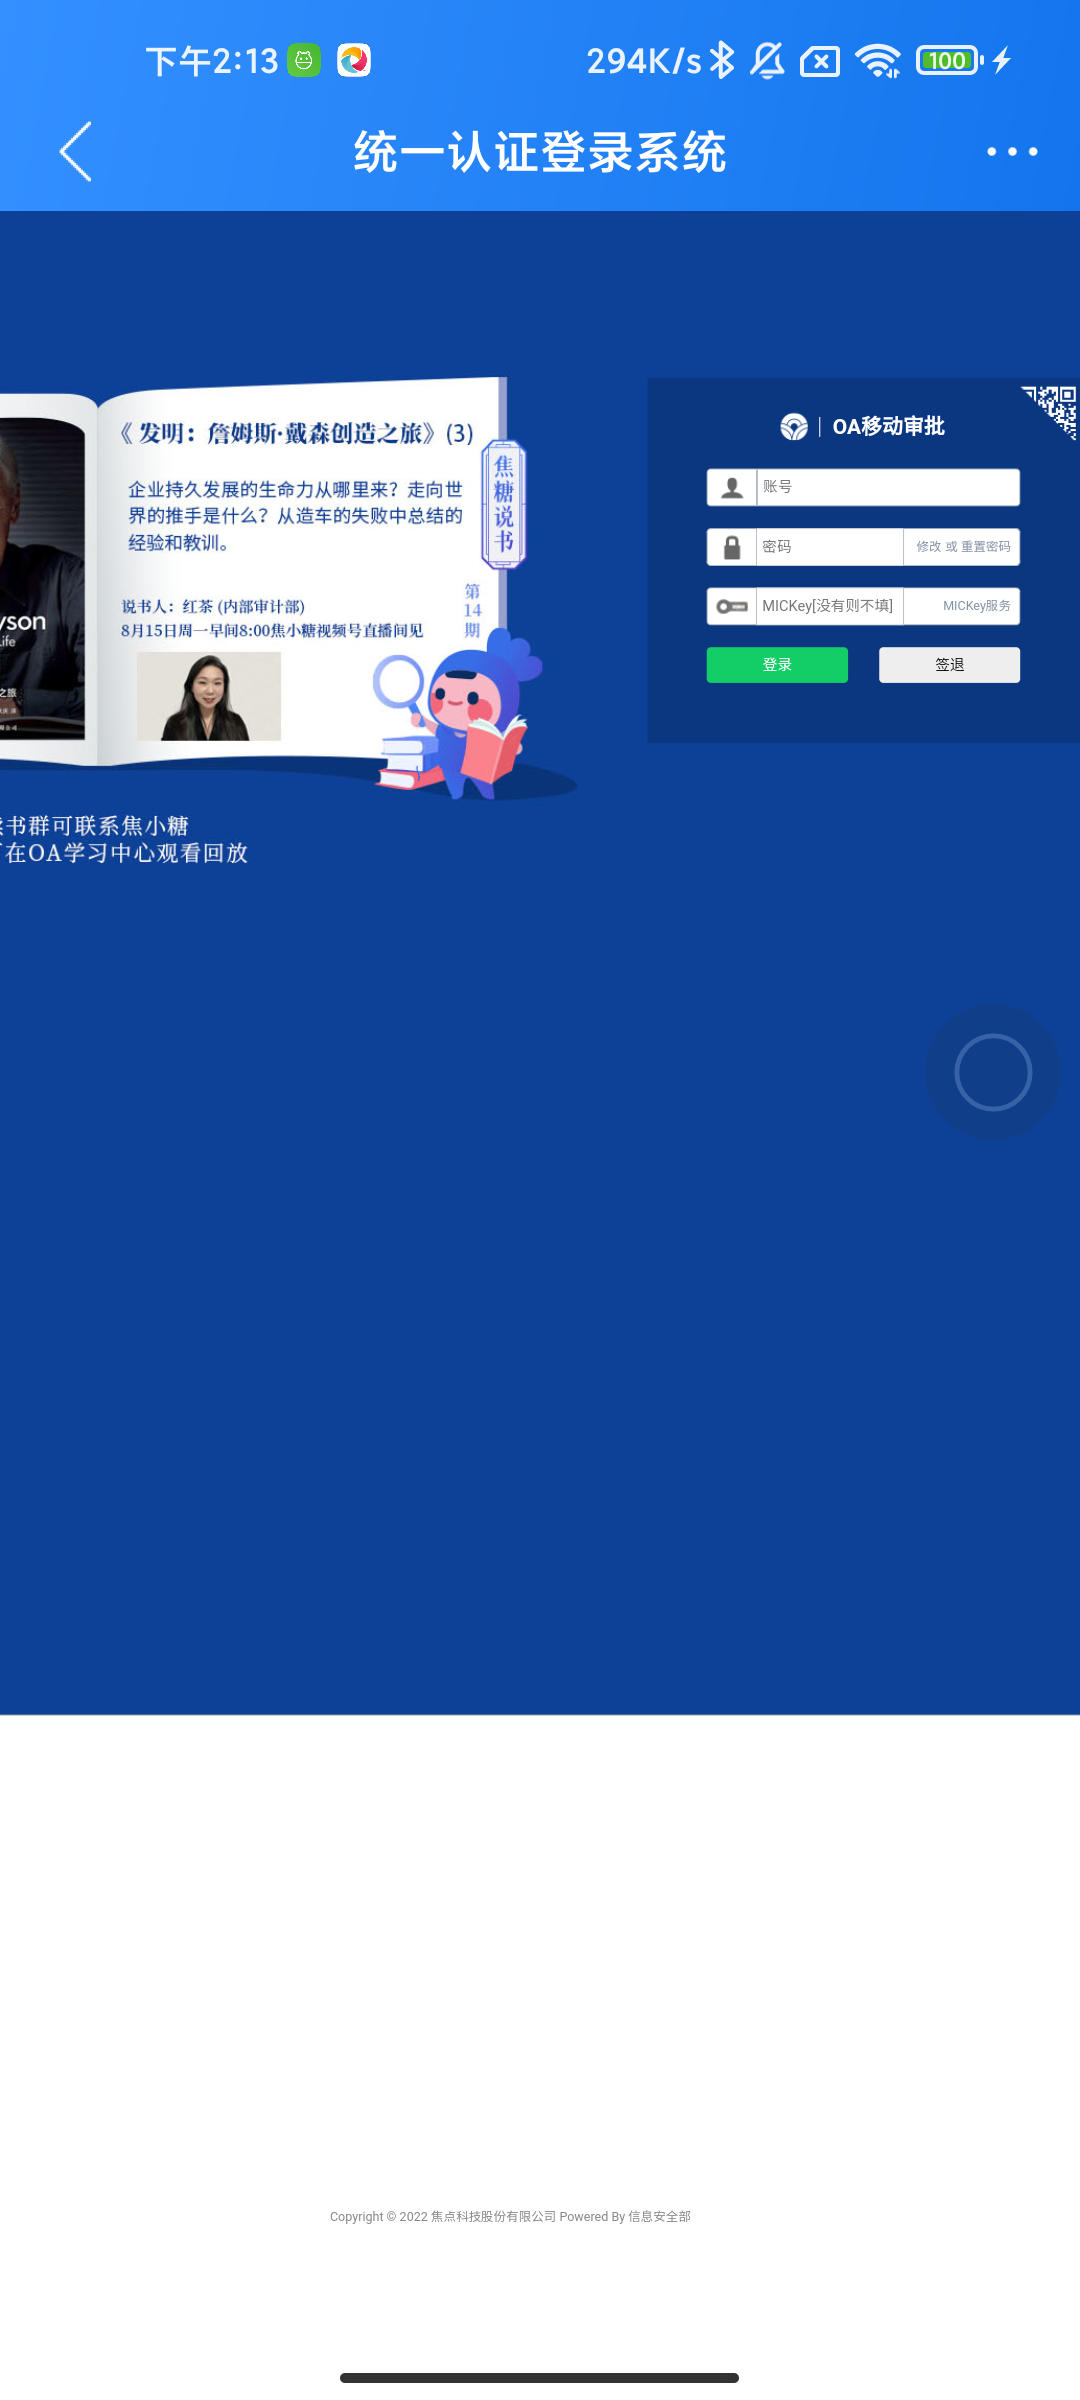 下午2:13
294K/s
100
统一认证登录系统
《发明：詹姆斯·戴森创造之旅》(3)
企业持久发展的生命力从哪里来？走向世
界的推手是什么？从造车的失败中总结的
经验和教训。
说书人：红茶 (内部审计部)
8月15日周一早间8:00焦小糖视频号直播间见
焦糖说书
第
14
期
yson
Life
之旅
书群可联系焦小糖
在OA学习中心观看回放
OA移动审批
账号
密码
修改 或 重置密码
MICKey[没有则不填]
MICKey服务
登录
签退
Copyright © 2022 焦点科技股份有限公司 Powered By 信息安全部